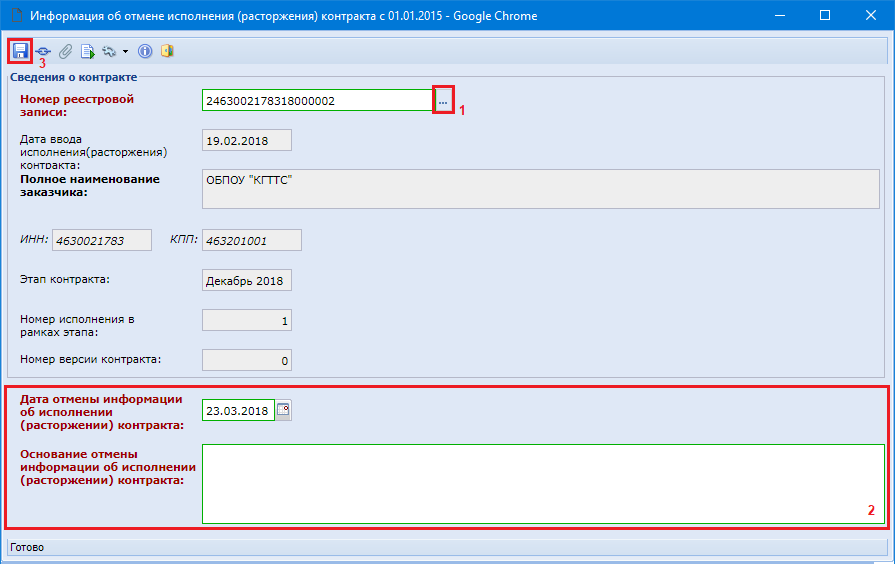 Информация об отмене исполнения (расторжения) контракта с 01.01.2015 - Google Chrome
3
Сведения о контракте
Номер реестровой
записи:
2463002178318000002
...
1
Дата ввода
исполнения(расторжения)
контракта:
19.02.2018
Полное наименование
заказчика:
ОБПОУ "КГТТС"
ИНН:
4630021783
КПП:
463201001
Этап контракта:
Декабрь 2018
Номер исполнения в
рамках этапа:
1
Номер версии контракта:
0
Дата отмены информации
об исполнении
(расторжении) контракта:
23.03.2018
Основание отмены
информации об исполнении
(расторжении) контракта:
2
Готово